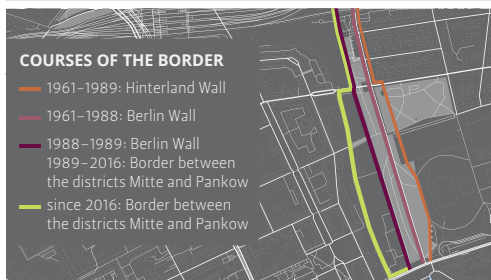 COURSES OF THE BORDER
1961–1989: Hinterland Wall
1961–1988: Berlin Wall
1988–1989: Berlin Wall
1989–2016: Border between
the districts Mitte and Pankow
since 2016: Border between
the districts Mitte and Pankow